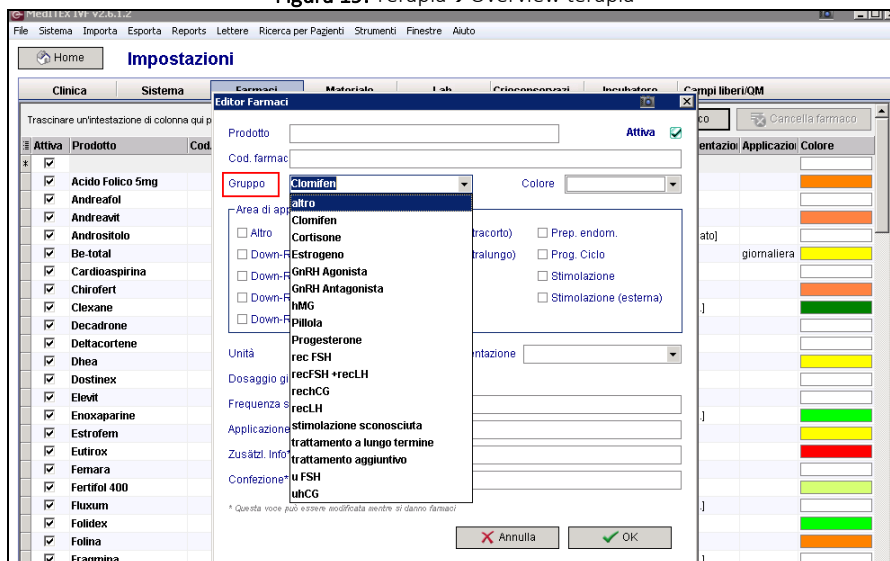 Figura 19: Terapia → Overview terapia
MediTEX IVF v2.6.1.2
File Sistema Importa Esporta Reports Lettere Ricerca per Pazienti Strumenti Finestre Aiuto
Home Impostazioni
Clinica Sistema Farmaci Materiale Lab Crioconservazi Incubatore Campi liberi/QM
Trascinare un'intestazione di colonna qui p
co Cancella farmaco
Attiva Prodotto Cod. entazio Applicazio Colore
Acido Folico 5mg
Andreafol
Andreavit
Andrositolo ato]
Be-total giornaliera
Cardioaspirina
Chirofert
Clexane .]
Decadrone
Deltacortene
Dhea
Dostinex
Elevit
Enoxaparine .]
Estrofem
Eutirox
Femara
Fertifol 400
Fluxum .]
Folidex
Folina
Fragmina .]
Editor Farmaci
Prodotto Attiva
Cod. farmac
Gruppo Clomifen Colore
Area di app
Altro tracorto) Prep. endom.
Down-R tralungo) Prog. Ciclo
Down-R Stimolazione
Down-R Stimolazione (esterna)
Down-R
Unità entazione
Dosaggio gi
Frequenza s
Applicazione
Zusätzl. Info*
Confezione*
* Questa voce può essere modificata mentre si danno farmaci
Annulla OK
altro
Clomifen
Cortisone
Estrogeno
GnRH Agonista
GnRH Antagonista
hMG
Pillola
Progesterone
rec FSH
recFSH +recLH
rechCG
recLH
stimolazione sconosciuta
trattamento a lungo termine
trattamento aggiuntivo
u FSH
uhCG